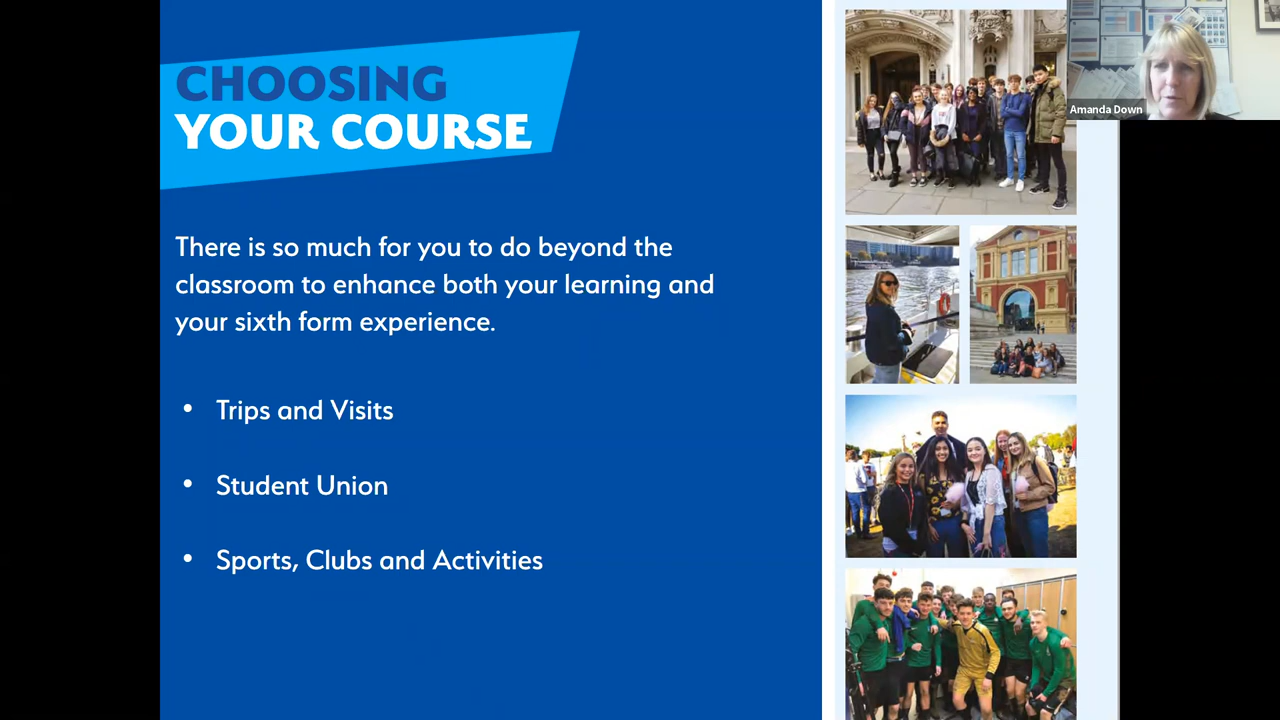 CHOOSING
YOUR COURSE
There is so much for you to do beyond the
classroom to enhance both your learning and
your sixth form experience.
• Trips and Visits
• Student Union
• Sports, Clubs and Activities
Amanda Down